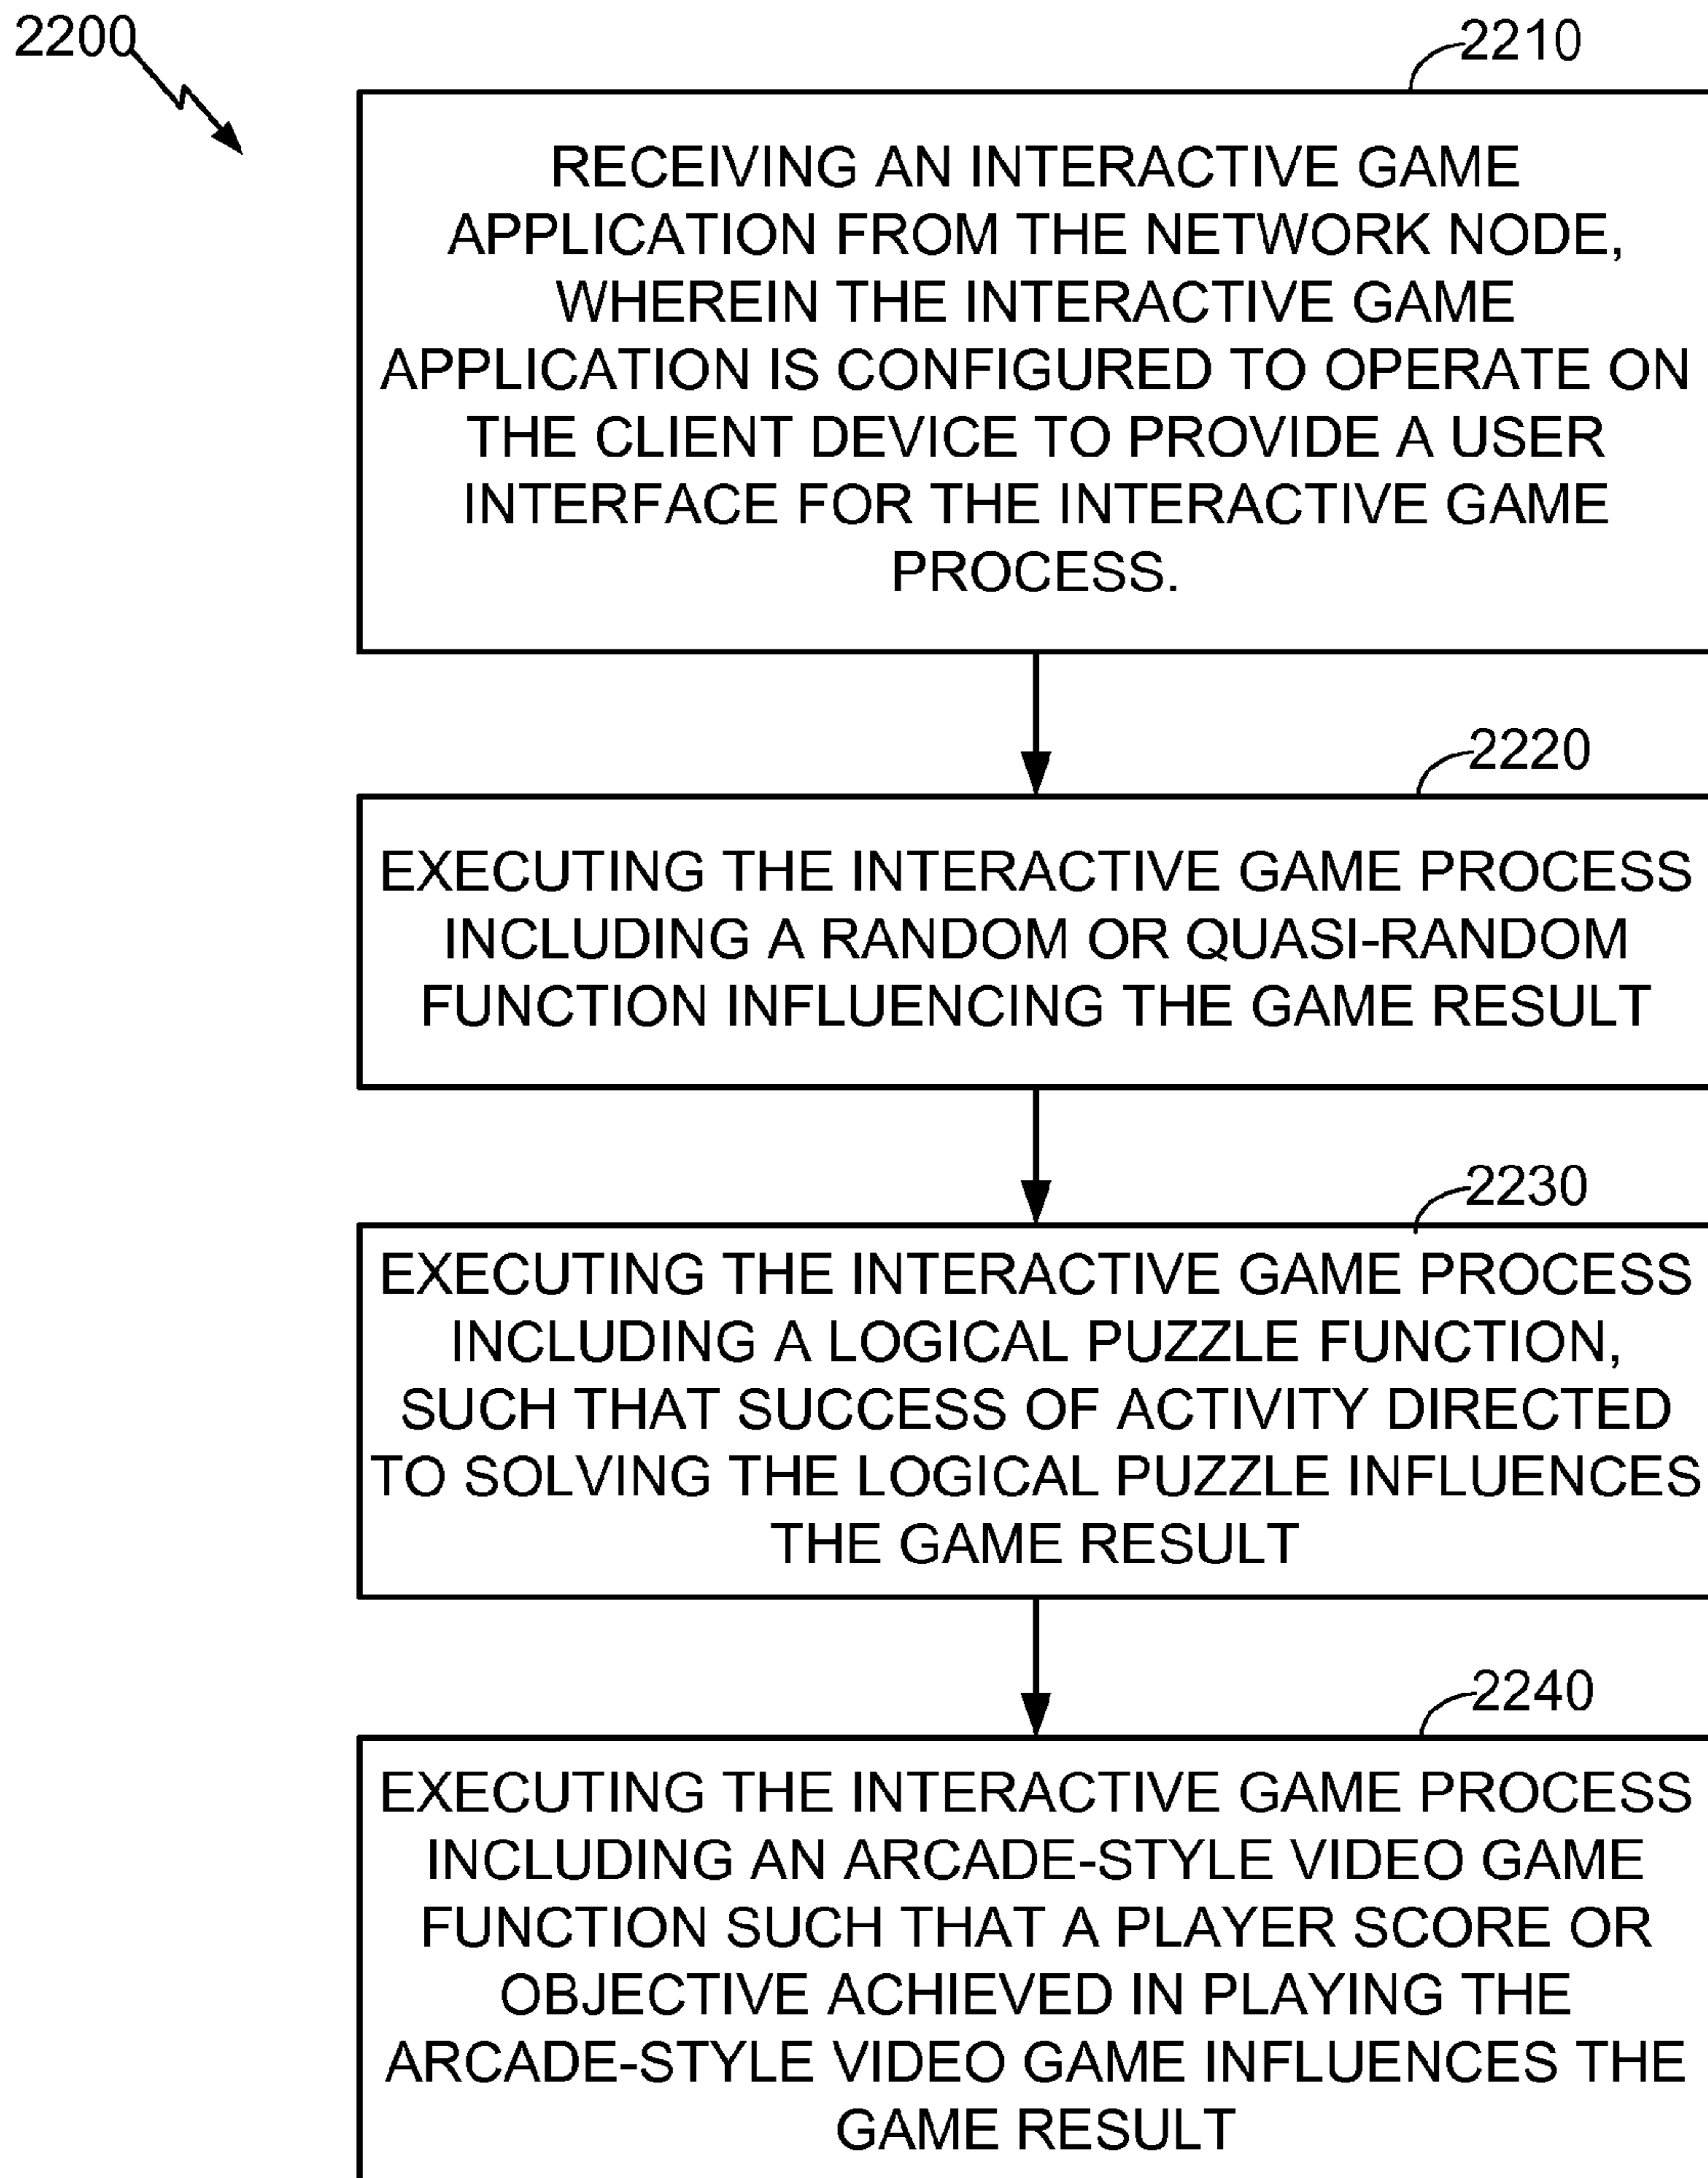 2200
2210
RECEIVING AN INTERACTIVE GAME
APPLICATION FROM THE NETWORK NODE,
WHEREIN THE INTERACTIVE GAME
APPLICATION IS CONFIGURED TO OPERATE ON
THE CLIENT DEVICE TO PROVIDE A USER
INTERFACE FOR THE INTERACTIVE GAME
PROCESS.
2220
EXECUTING THE INTERACTIVE GAME PROCESS
INCLUDING A RANDOM OR QUASI-RANDOM
FUNCTION INFLUENCING THE GAME RESULT
2230
EXECUTING THE INTERACTIVE GAME PROCESS
INCLUDING A LOGICAL PUZZLE FUNCTION,
SUCH THAT SUCCESS OF ACTIVITY DIRECTED
TO SOLVING THE LOGICAL PUZZLE INFLUENCES
THE GAME RESULT
2240
EXECUTING THE INTERACTIVE GAME PROCESS
INCLUDING AN ARCADE-STYLE VIDEO GAME
FUNCTION SUCH THAT A PLAYER SCORE OR
OBJECTIVE ACHIEVED IN PLAYING THE
ARCADE-STYLE VIDEO GAME INFLUENCES THE
GAME RESULT